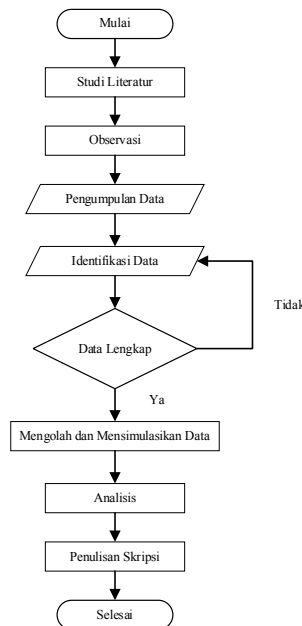 Mulai
Studi Literatur
Observasi
Pengumpulan Data
Identifikasi Data
Tidak
Data Lengkap
Ya
Mengolah dan Mensimulasikan Data
Analisis
Penulisan Skripsi
Selesai